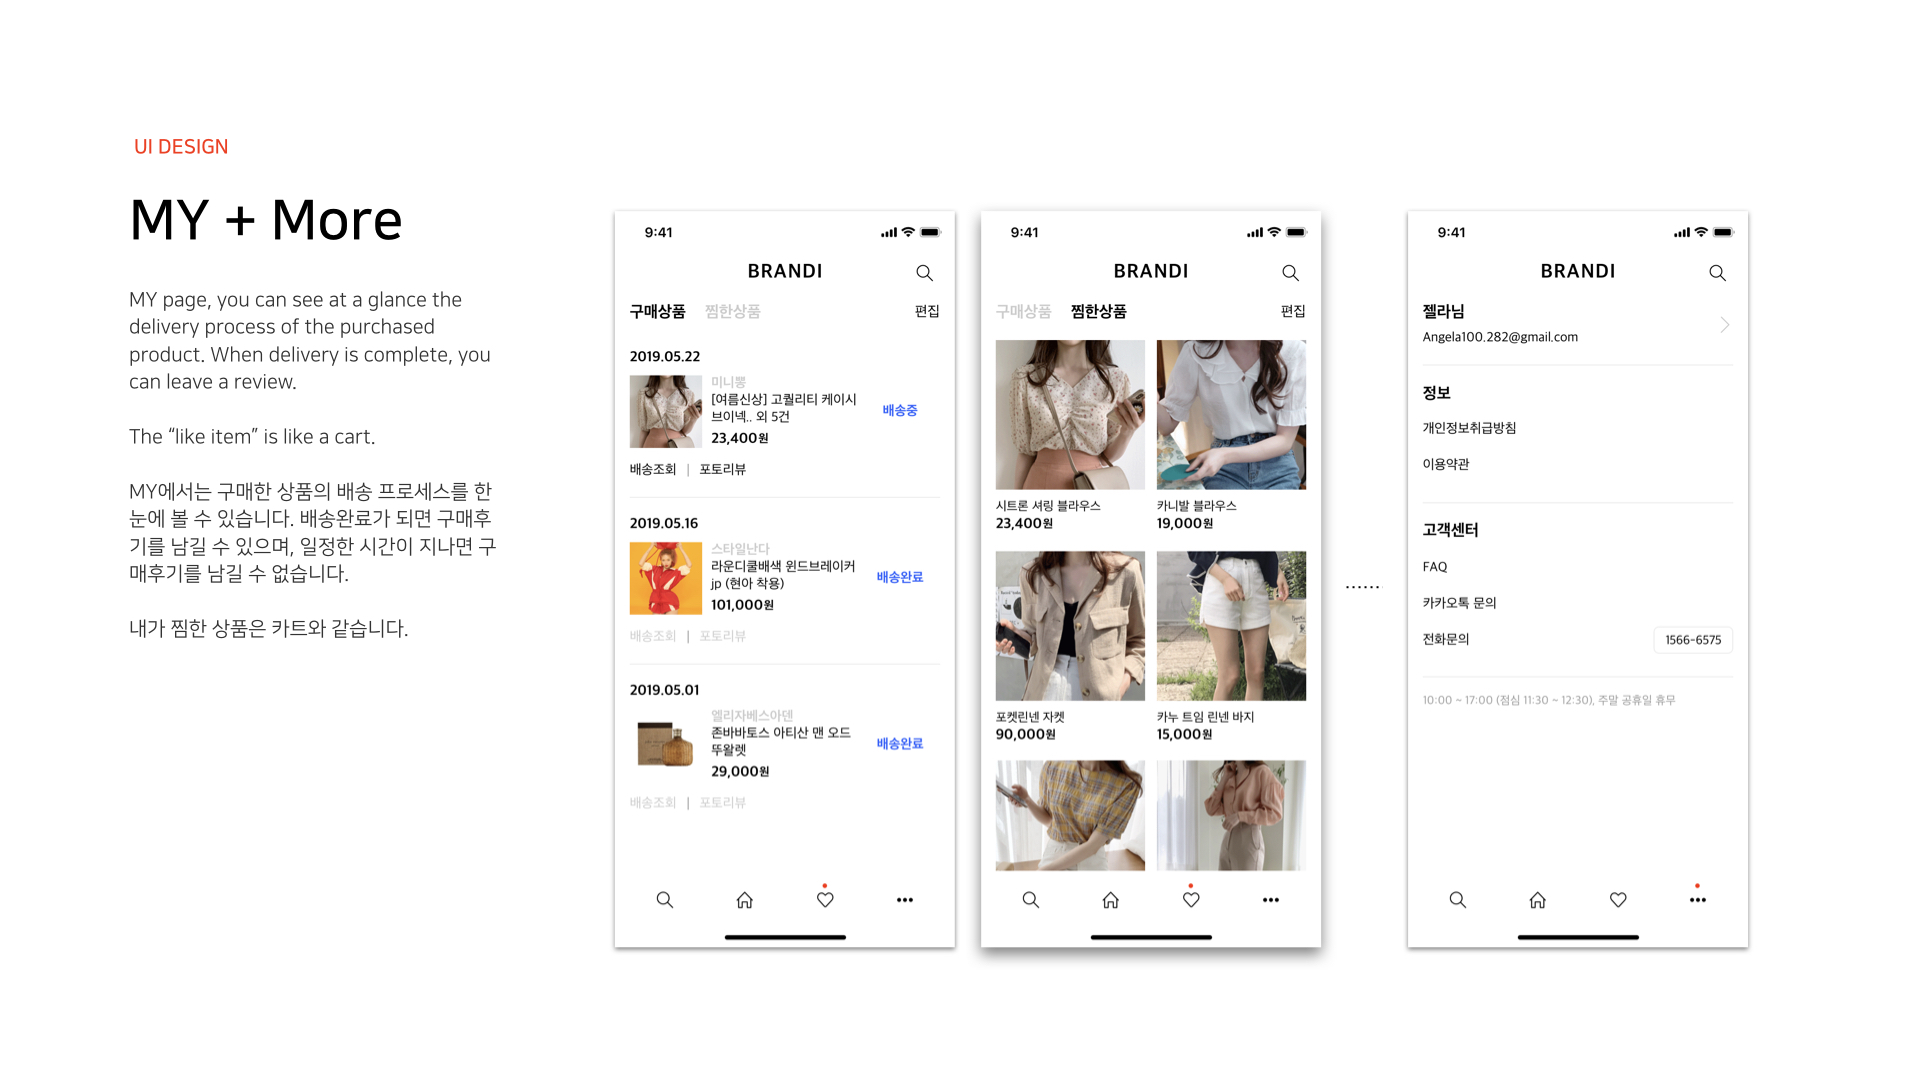 UI DESIGN
MY + More
MY page, you can see at a glance the
delivery process of the purchased
product. When delivery is complete, you
can leave a review.
The “like item” is like a cart.
MY에서는 구매한 상품의 배송 프로세스를 한
눈에 볼 수 있습니다. 배송완료가 되면 구매후
기를 남길 수 있으며, 일정한 시간이 지나면 구
매후기를 남길 수 없습니다.
내가 찜한 상품은 카트와 같습니다.
9:41
BRANDI
구매상품 찜한상품 편집
2019.05.22
미니뽕
[여름신상] 고퀄리티 케이시
브이넥.. 외 5건
배송중
23,400원
배송조회 | 포토리뷰
2019.05.16
스타일난다
라운디쿨배색 윈드브레이커
jp (현아 착용)
배송완료
101,000원
배송조회 | 포토리뷰
2019.05.01
엘리자베스아덴
존바바토스 아티산 맨 오드
뚜왈렛
배송완료
29,000원
배송조회 | 포토리뷰
9:41
BRANDI
구매상품 찜한상품 편집
시트론 셔링 블라우스
23,400원
카니발 블라우스
19,000원
포켓린넨 자켓
90,000원
카누 트임 린넨 바지
15,000원
9:41
BRANDI
젤라님
Angela100.282@gmail.com
정보
개인정보취급방침
이용약관
고객센터
FAQ
카카오톡 문의
전화문의 1566-6575
10:00 ~ 17:00 (점심 11:30 ~ 12:30), 주말 공휴일 휴무